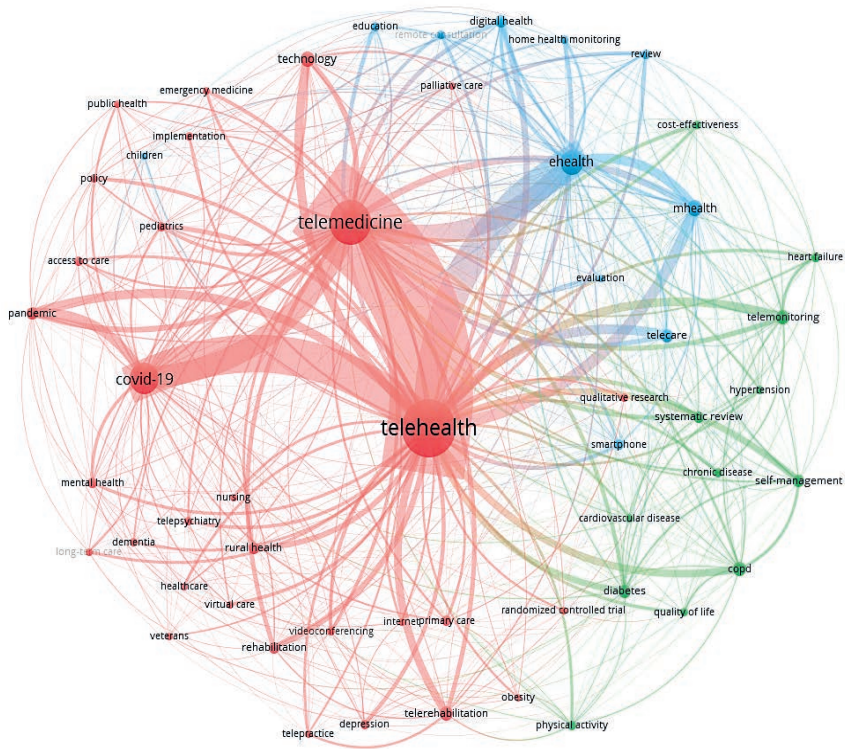 digital health
education
remote consultation
home health monitoring
review
technology
palliative care
emergency medicine
public health
cost-effectiveness
implementation
children
ehealth
policy
mhealth
telemedicine
pediatrics
heart failure
access to care
evaluation
pandemic
telemonitoring
telecare
covid-19
hypertension
qualitative research
systematic review
telehealth
smartphone
chronic disease
self-management
mental health
nursing
cardiovascular disease
telepsychiatry
dementia
rural health
long-term care
copd
healthcare
diabetes
virtual care
randomized controlled trial
quality of life
internet
primary care
videoconferencing
veterans
rehabilitation
obesity
telerehabilitation
depression
physical activity
telepractice